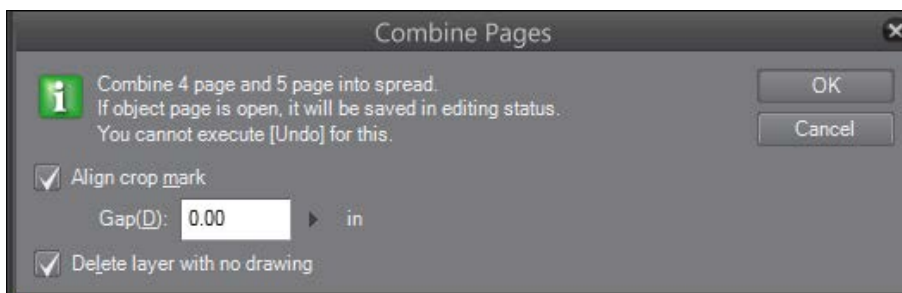 Combine Pages
Combine 4 page and 5 page into spread.
If object page is open, it will be saved in editing status.
You cannot execute [Undo] for this.
OK
Cancel
Align crop mark
Gap(D): 0.00 in
Delete layer with no drawing